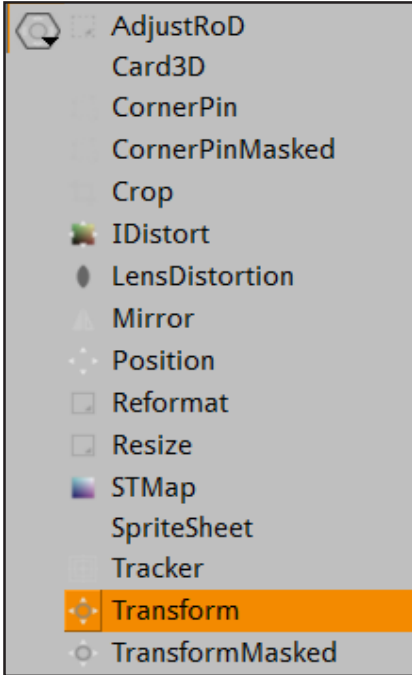 AdjustRoD
Card3D
CornerPin
CornerPinMasked
Crop
IDistort
LensDistortion
Mirror
Position
Reformat
Resize
STMap
SpriteSheet
Tracker
Transform
TransformMasked